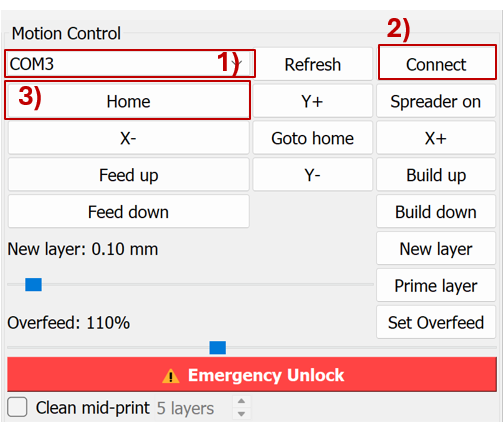 Motion Control
2)
COM3 1) Refresh Connect
3) Home Y+ Spreader on
X- Goto home X+
Feed up Y- Build up
Feed down Build down
New layer: 0.10 mm New layer
Prime layer
Overfeed: 110% Set Overfeed
⚠ Emergency Unlock
Clean mid-print 5 layers